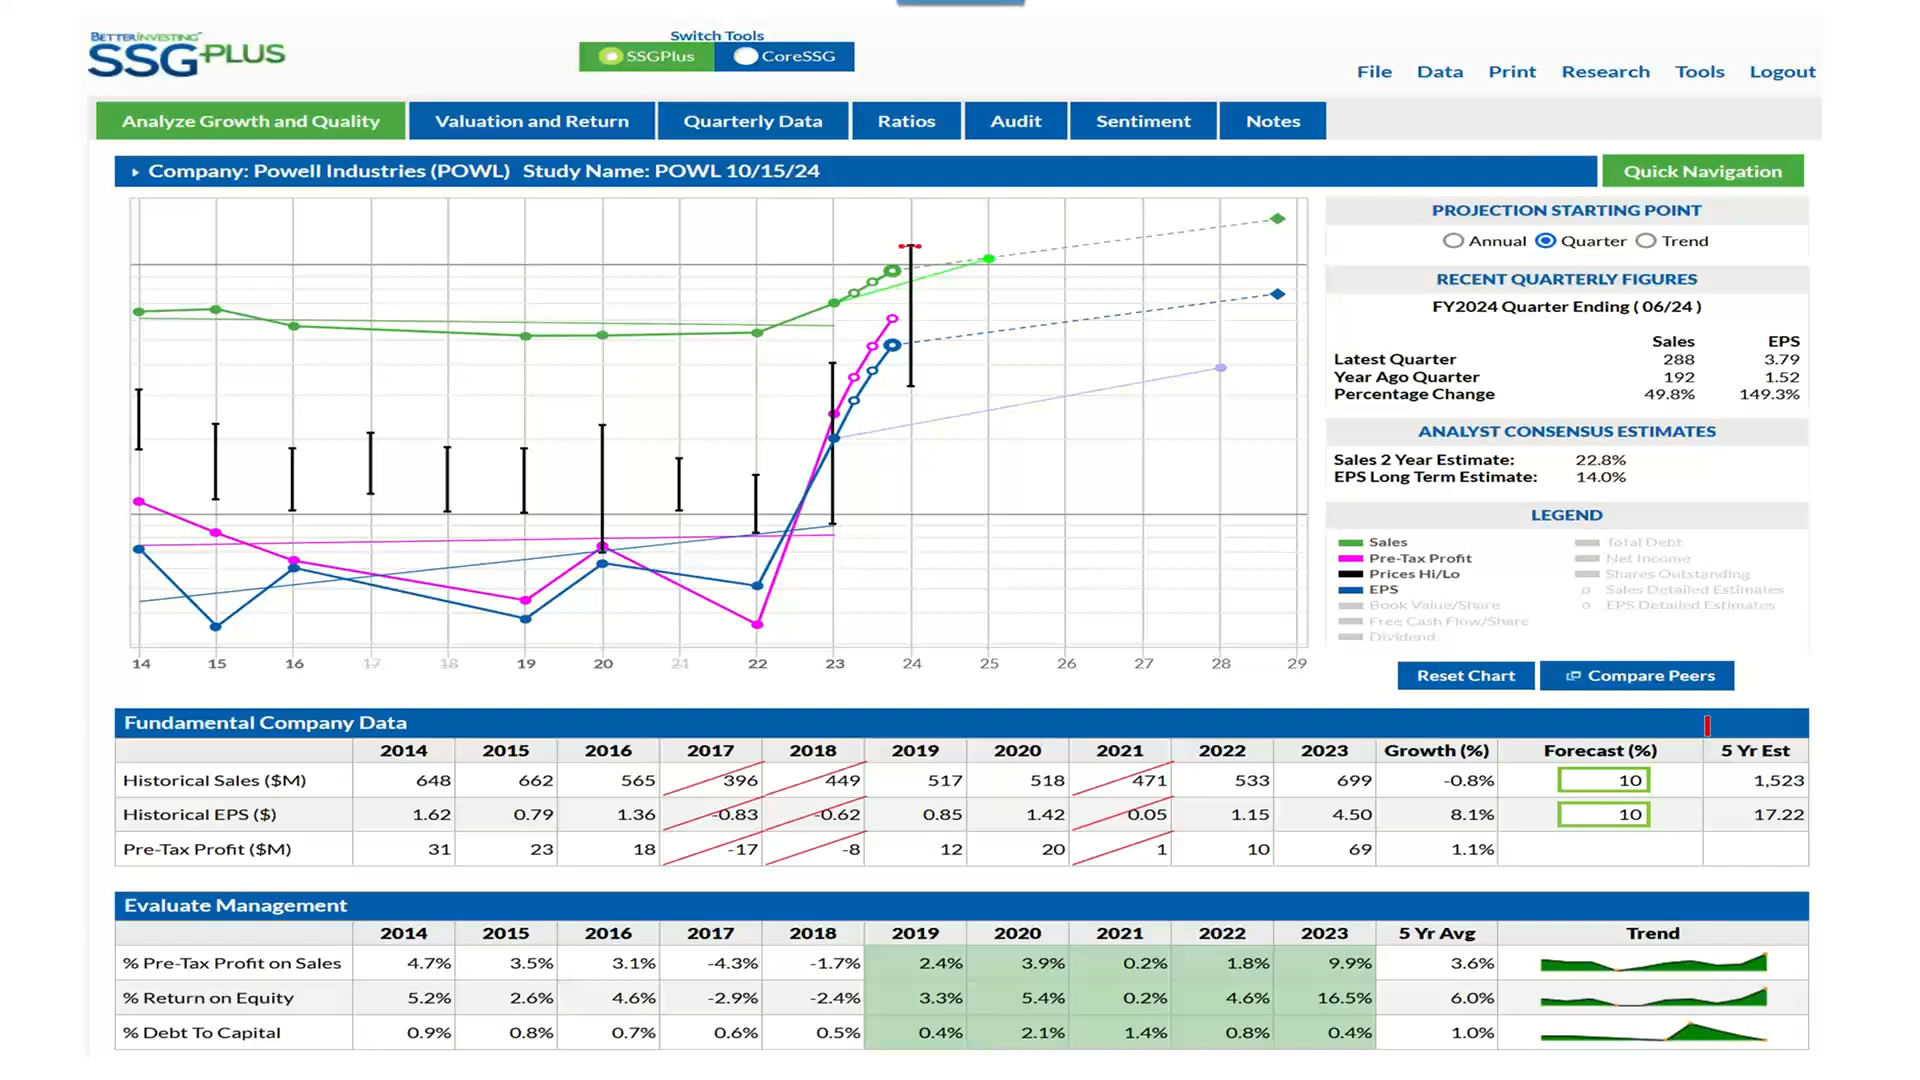 BETTERINVESTING
SSG PLUS
Switch Tools
SSGPlus CoreSSG
File Data Print Research Tools Logout
Analyze Growth and Quality Valuation and Return Quarterly Data Ratios Audit Sentiment Notes
Company: Powell Industries (POWL) Study Name: POWL 10/15/24
Quick Navigation
PROJECTION STARTING POINT
Annual Quarter Trend
RECENT QUARTERLY FIGURES
FY2024 Quarter Ending ( 06/24 )
Sales EPS
Latest Quarter 288 3.79
Year Ago Quarter 192 1.52
Percentage Change 49.8% 149.3%
ANALYST CONSENSUS ESTIMATES
Sales 2 Year Estimate: 22.8%
EPS Long Term Estimate: 14.0%
LEGEND
Sales Total Debt
Pre-Tax Profit Net Income
Prices Hi/Lo Shares Outstanding
EPS Sales Detailed Estimates
Book Value/Share EPS Detailed Estimates
Free Cash Flow/Share
Dividend
14 15 16 17 18 19 20 21 22 23 24 25 26 27 28 29
Reset Chart Compare Peers
Fundamental Company Data
2014 2015 2016 2017 2018 2019 2020 2021 2022 2023 Growth (%) Forecast (%) 5 Yr Est
Historical Sales ($M) 648 662 565 396 449 517 518 471 533 699 -0.8% 10 1,523
Historical EPS ($) 1.62 0.79 1.36 -0.83 -0.62 0.85 1.42 0.05 1.15 4.50 8.1% 10 17.22
Pre-Tax Profit ($M) 31 23 18 -17 -8 12 20 1 10 69 1.1%
Evaluate Management
2014 2015 2016 2017 2018 2019 2020 2021 2022 2023 5 Yr Avg Trend
% Pre-Tax Profit on Sales 4.7% 3.5% 3.1% -4.3% -1.7% 2.4% 3.9% 0.2% 1.8% 9.9% 3.6%
% Return on Equity 5.2% 2.6% 4.6% -2.9% -2.4% 3.3% 5.4% 0.2% 4.6% 16.5% 6.0%
% Debt To Capital 0.9% 0.8% 0.7% 0.6% 0.5% 0.4% 2.1% 1.4% 0.8% 0.4% 1.0%